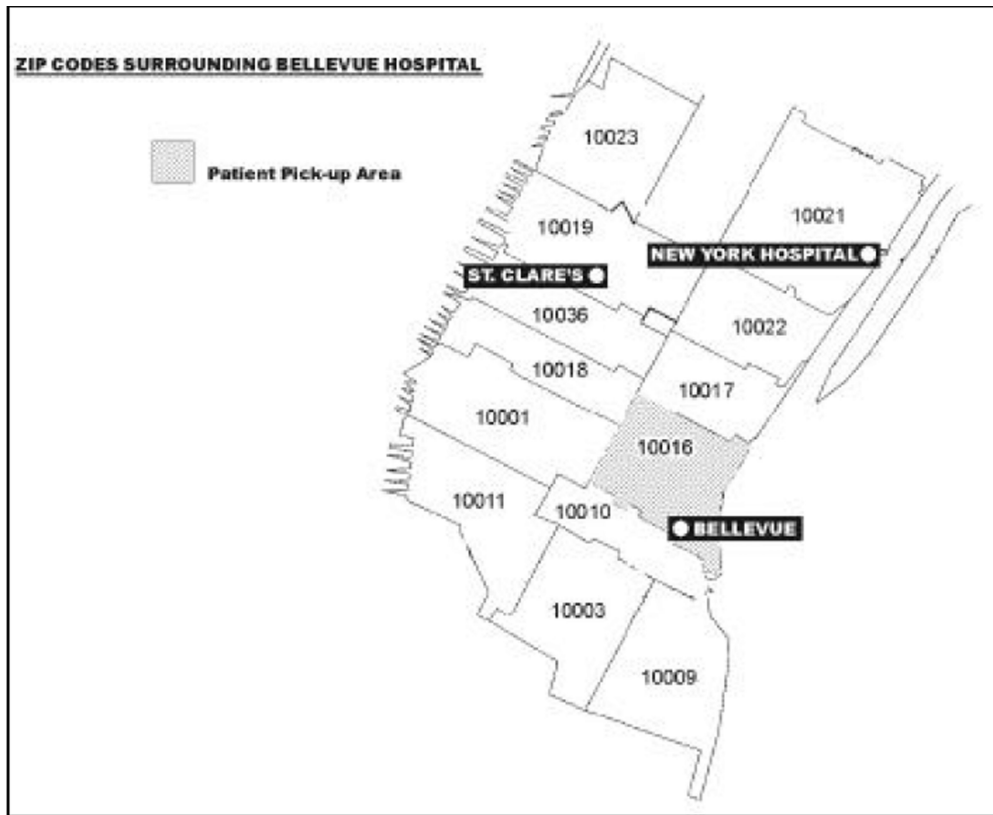 ZIP CODES SURROUNDING BELLEVUE HOSPITAL
Patient Pick-up Area
10023
10021
10019
NEW YORK HOSPITAL
ST. CLARE'S
10036
10022
10018
10017
10001
10016
10011
10010
BELLEVUE
10003
10009